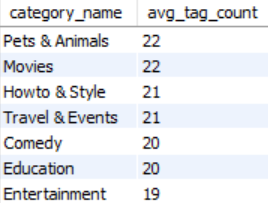 category_name avg_tag_count
Pets & Animals 22
Movies 22
Howto & Style 21
Travel & Events 21
Comedy 20
Education 20
Entertainment 19